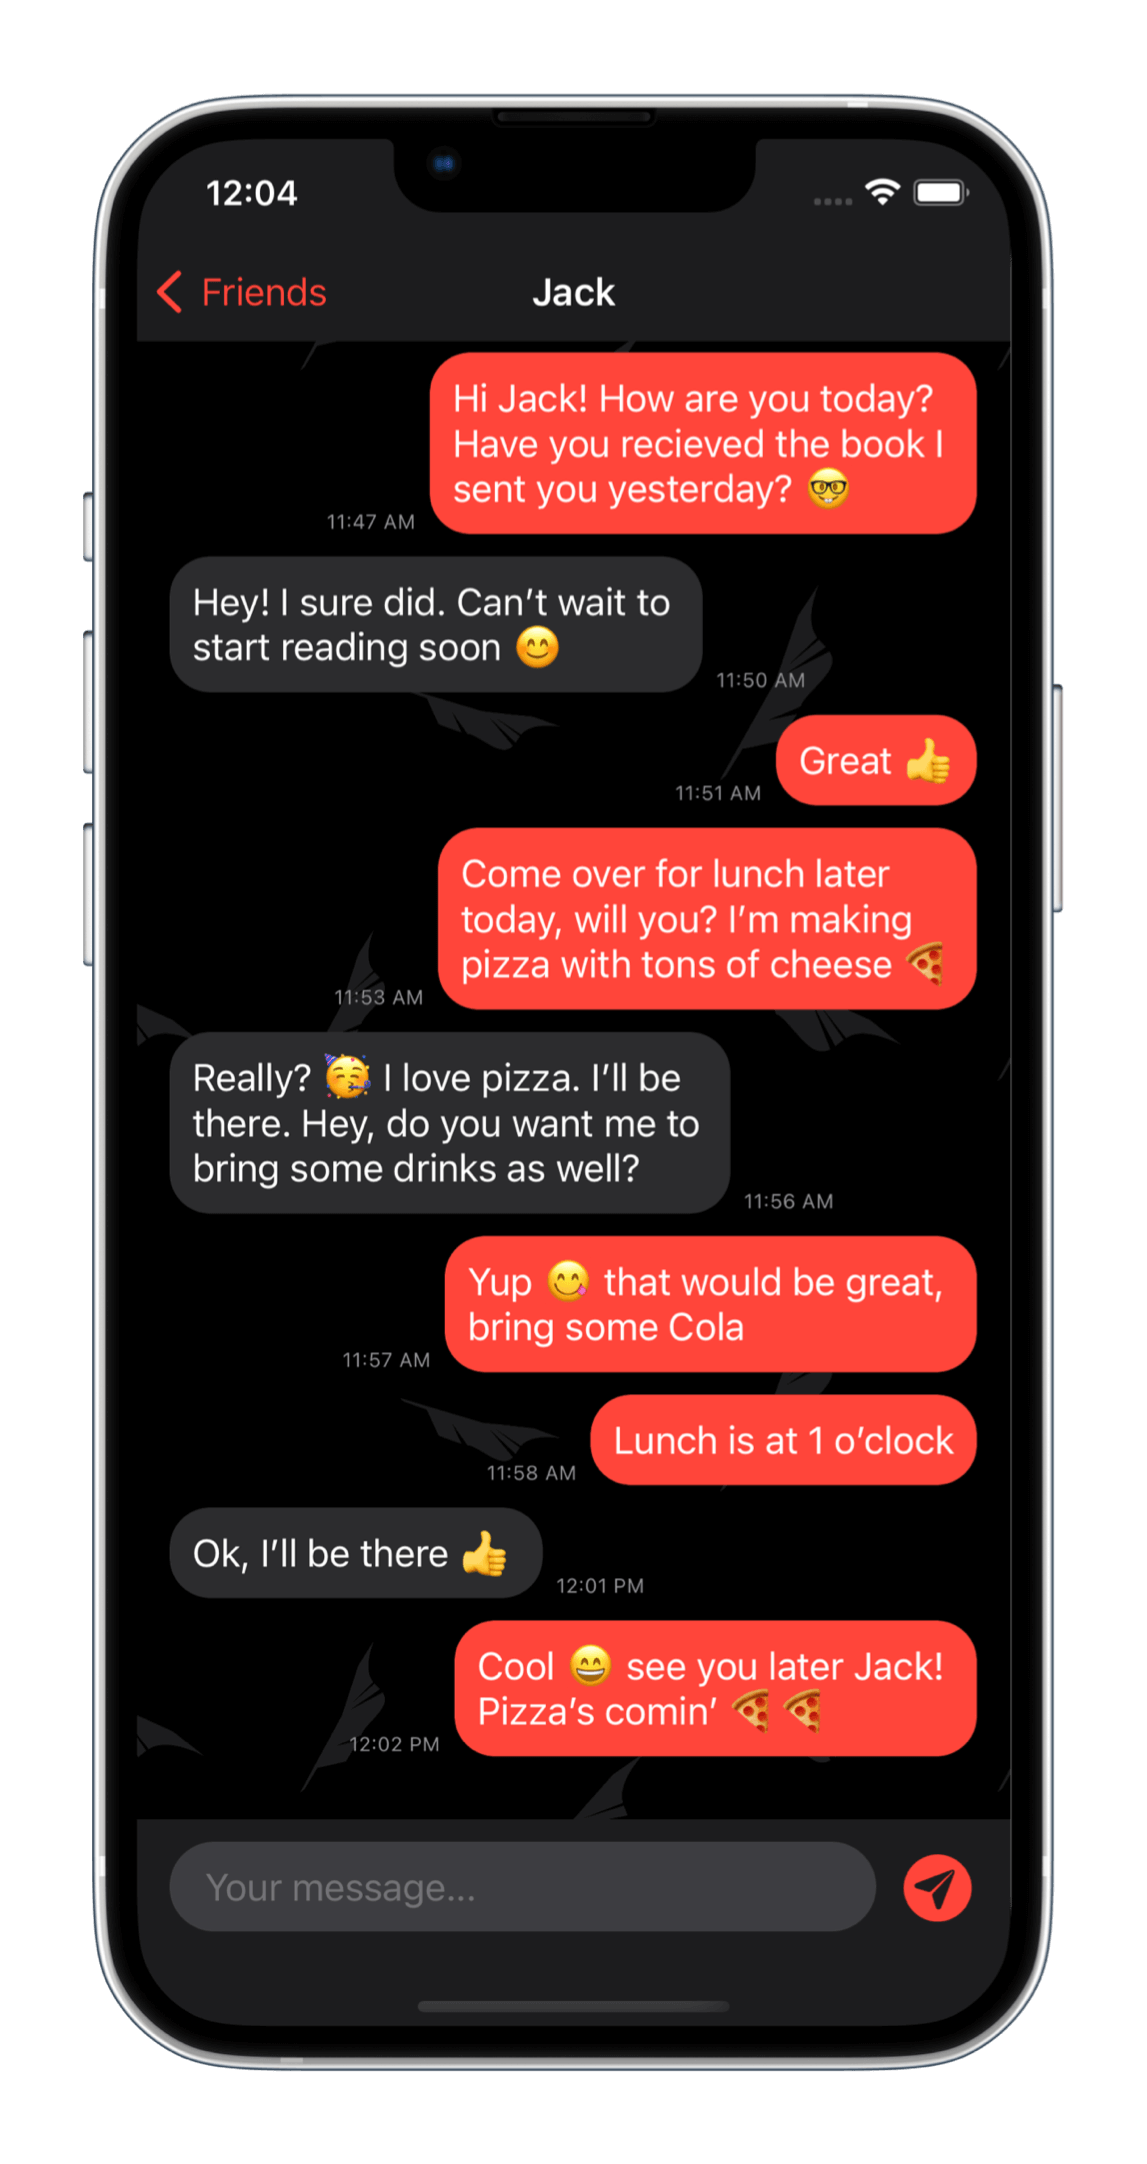 12:04
Friends
Jack
Hi Jack! How are you today?
Have you recieved the book I
sent you yesterday? 🤓
11:47 AM
Hey! I sure did. Can’t wait to
start reading soon 😊
11:50 AM
Great 👍
11:51 AM
Come over for lunch later
today, will you? I’m making
pizza with tons of cheese 🍕
11:53 AM
Really? 🥳 I love pizza. I’ll be
there. Hey, do you want me to
bring some drinks as well?
11:56 AM
Yup 😋 that would be great,
bring some Cola
11:57 AM
Lunch is at 1 o’clock
11:58 AM
Ok, I’ll be there 👍
12:01 PM
Cool 😄 see you later Jack!
Pizza’s comin’ 🍕 🍕
12:02 PM
Your message...